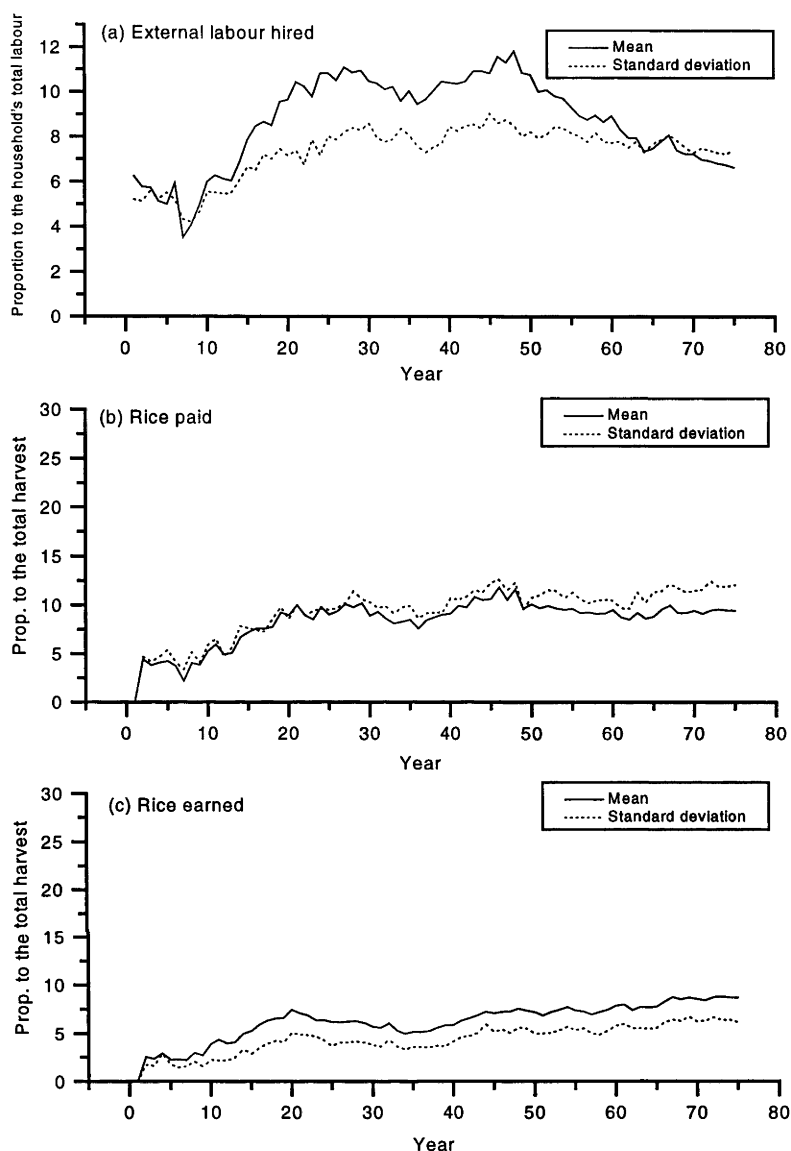 (a) External labour hired
Mean
Standard deviation
Proportion to the household's total labour
12
10
8
6
4
2
0
0 10 20 30 40 50 60 70 80
Year
(b) Rice paid
Mean
Standard deviation
Prop. to the total harvest
30
25
20
15
10
5
0
0 10 20 30 40 50 60 70 80
Year
(c) Rice earned
Mean
Standard deviation
Prop. to the total harvest
30
25
20
15
10
5
0
0 10 20 30 40 50 60 70 80
Year